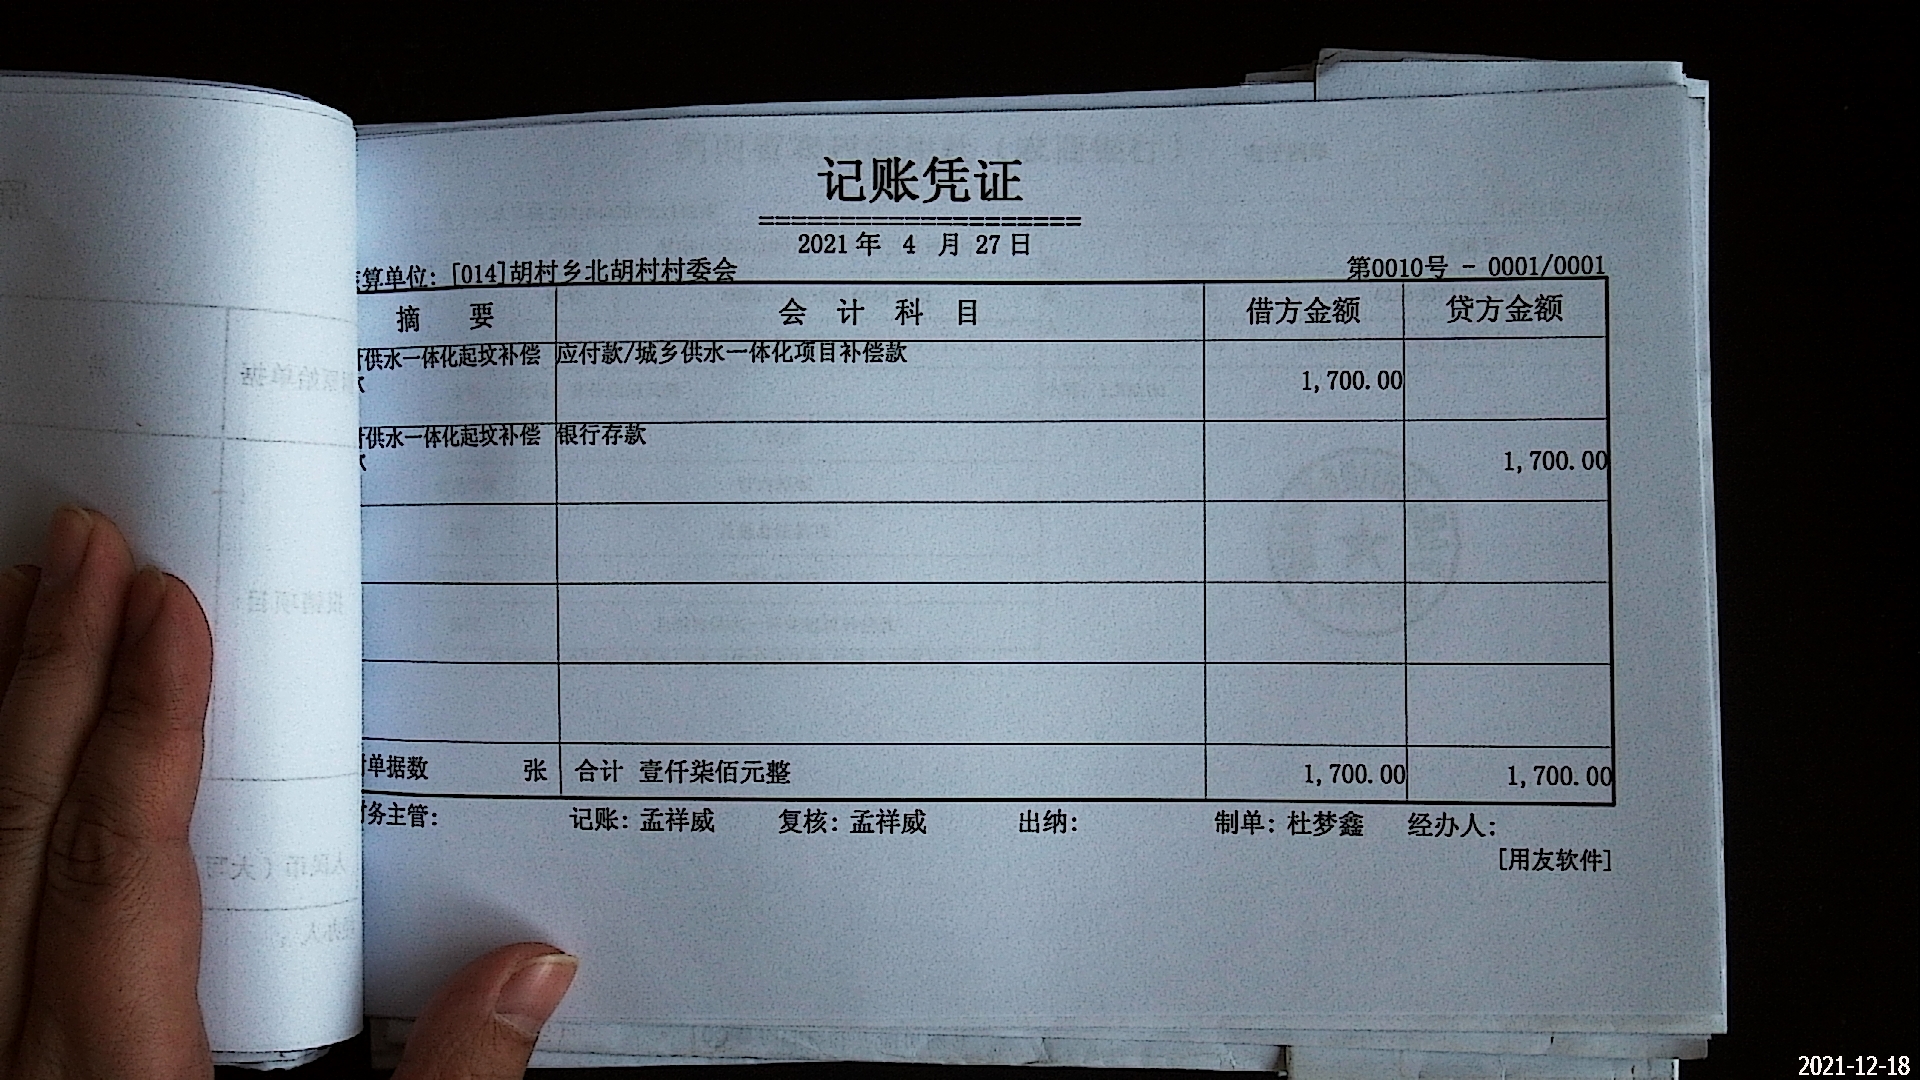 记账凭证
2021 年 4 月 27 日
算单位: [014]胡村乡北胡村村委会 第0010号 - 0001/0001
摘 要 会 计 科 目 借方金额 贷方金额
供水一体化起坟补偿 应付款/城乡供水一体化项目补偿款
1,700.00
供水一体化起坟补偿 银行存款
1,700.00
单据数 张 合计 壹仟柒佰元整 1,700.00 1,700.00
务主管: 记账: 孟祥威 复核: 孟祥威 出纳: 制单: 杜梦鑫 经办人:
[用友软件]
2021-12-18